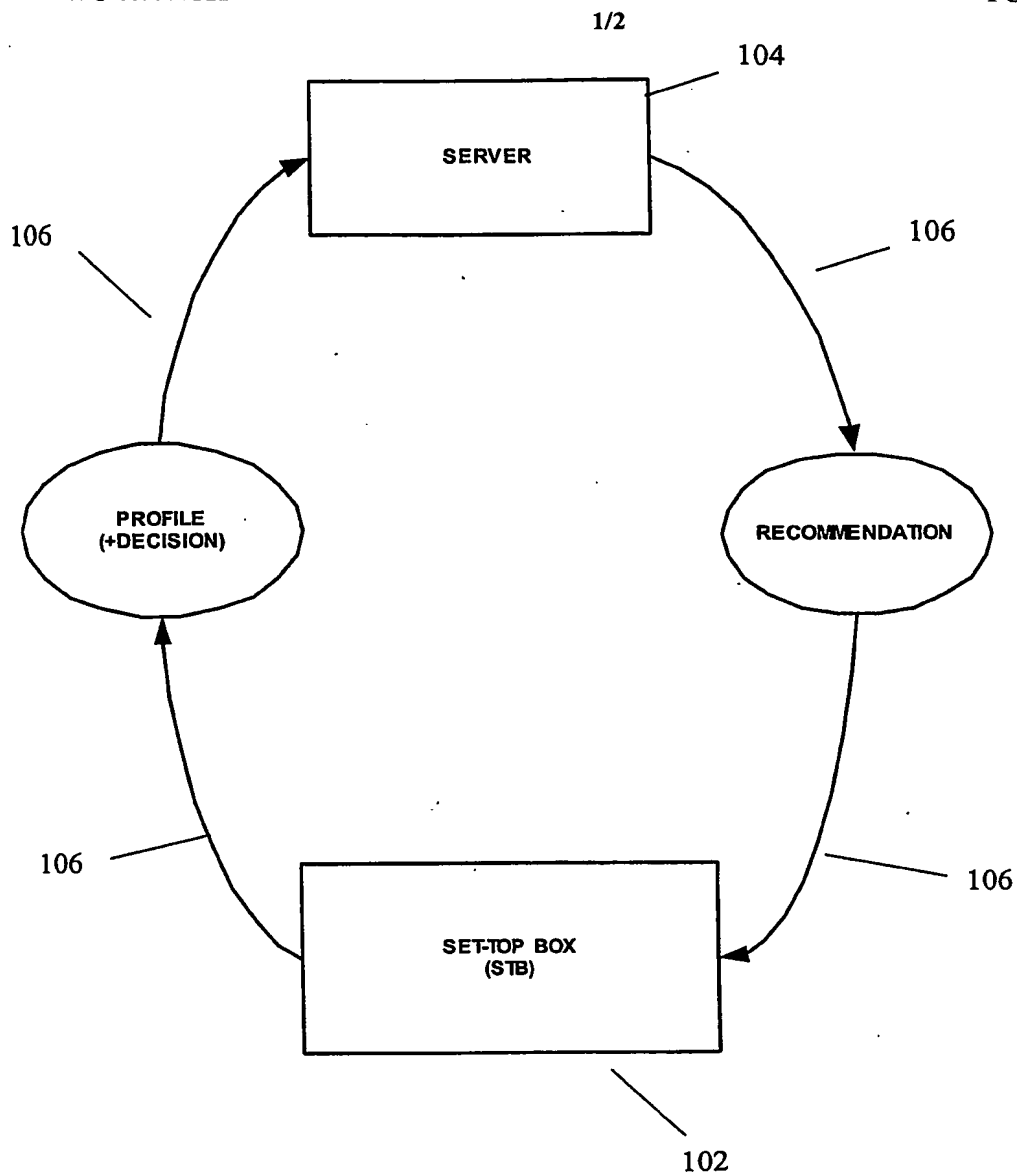 1/2
104
SERVER
106
106
PROFILE
(+DECISION)
RECOMMENDATION
106
106
SET-TOP BOX
(STB)
102